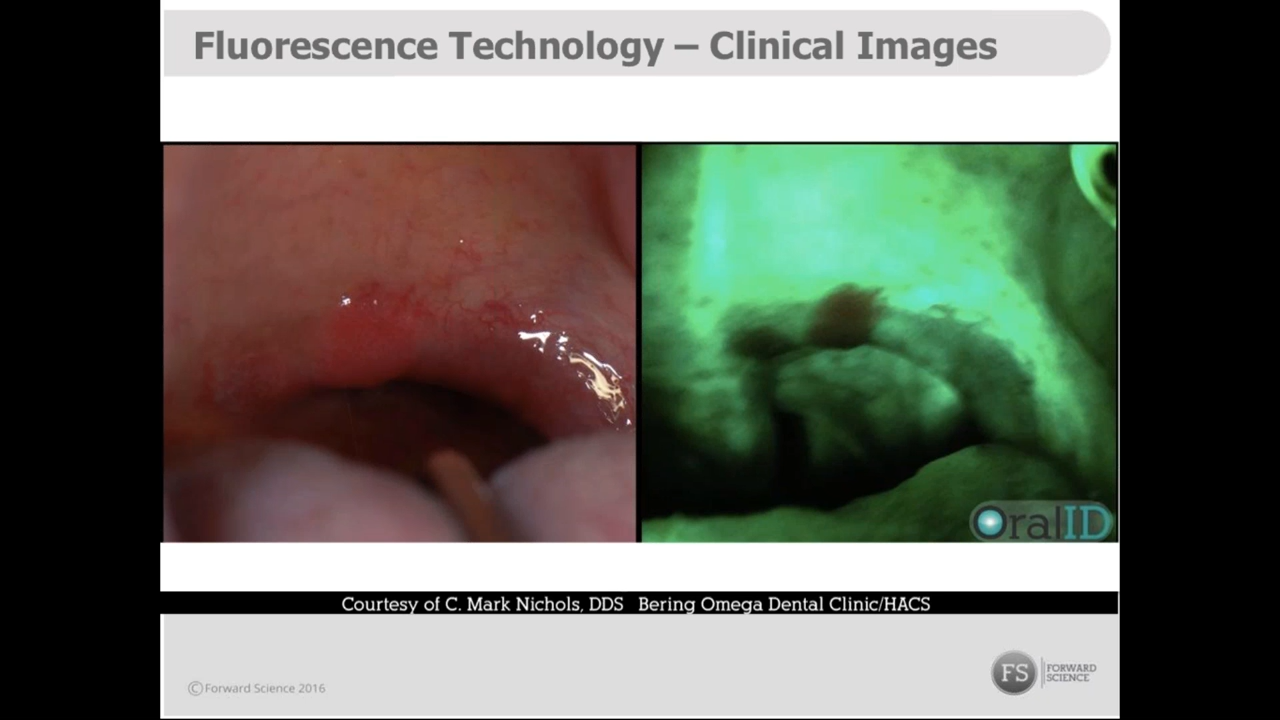 Fluorescence Technology – Clinical Images
OralID
Courtesy of C. Mark Nichols, DDS Bering Omega Dental Clinic/HACS
©Forward Science 2016
FS FORWARD
SCIENCE